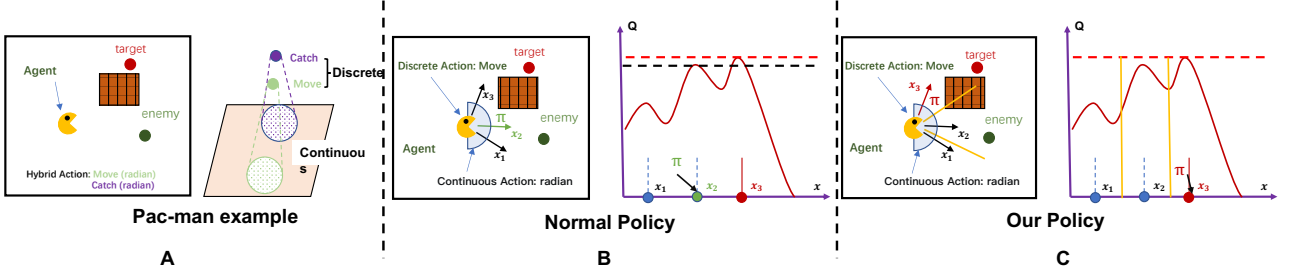 target
Agent
enemy
Hybrid Action: Move (radian)
Catch (radian)
Catch
Move
Discrete
Continuou
s
Pac-man example
A
Discrete Action: Move
target
x₃
π
x₂
x₁
enemy
Agent
Continuous Action: radian
Q
π
x₁
x₂
x₃
x
Normal Policy
B
Discrete Action: Move
target
x₃
π
x₂
x₁
enemy
Agent
Continuous Action: radian
Q
π
x₁
x₂
x₃
x
Our Policy
C